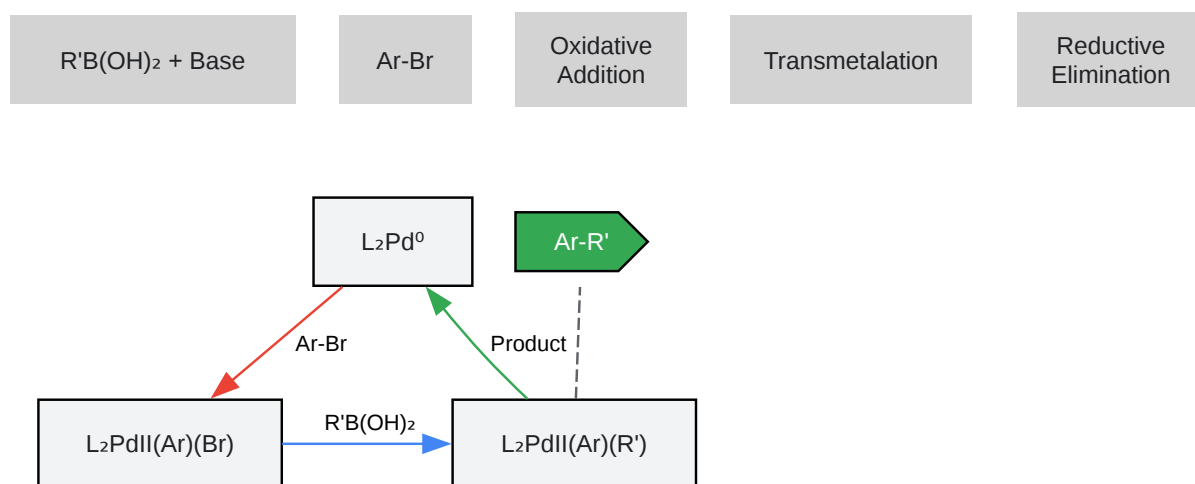 R'B(OH)₂ + Base
Ar-Br
Oxidative
Addition
Transmetalation
Reductive
Elimination
L₂Pd⁰
Ar-R'
Ar-Br
Product
R'B(OH)₂
L₂PdII(Ar)(Br)
L₂PdII(Ar)(R')